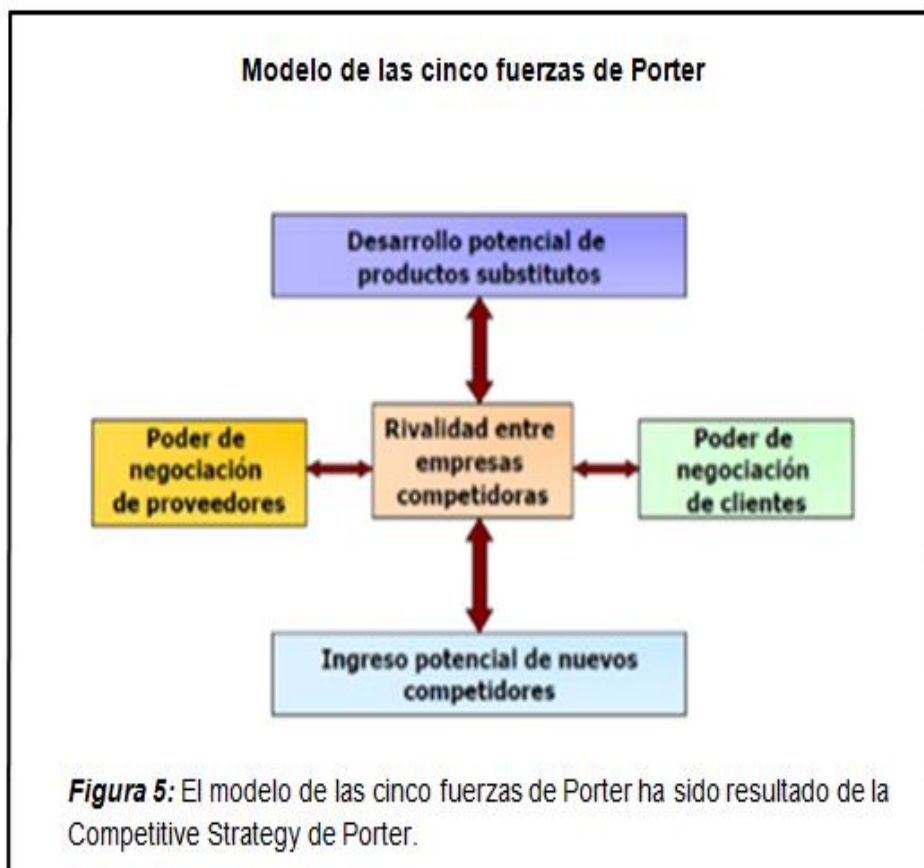 Modelo de las cinco fuerzas de Porter
Desarrollo potencial de
productos substitutos
Poder de
negociación
de proveedores
Rivalidad entre
empresas
competidoras
Poder de
negociación
de clientes
Ingreso potencial de nuevos
competidores
Figura 5: El modelo de las cinco fuerzas de Porter ha sido resultado de la
Competitive Strategy de Porter.